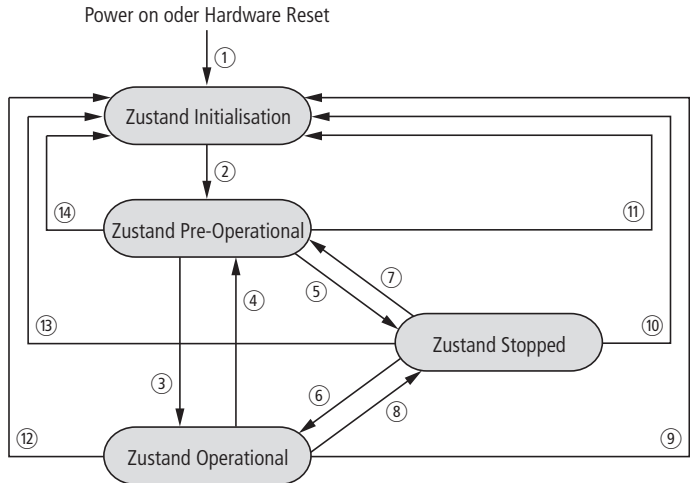 Power on oder Hardware Reset
①
Zustand Initialisation
②
⑭
Zustand Pre-Operational
⑪
⑦
⑤
④
⑬
Zustand Stopped
⑩
③
⑥
⑧
⑫
Zustand Operational
⑨